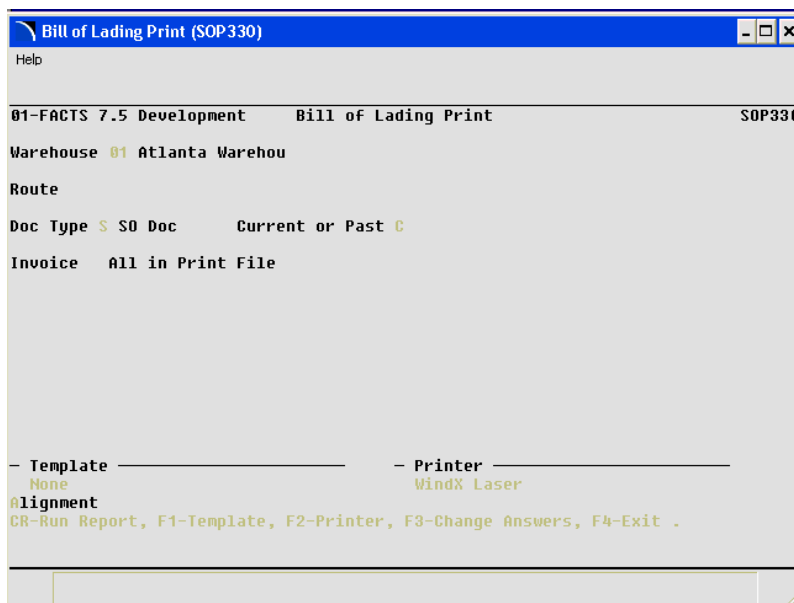 Bill of Lading Print (SOP330)
Help
01-FACTS 7.5 Development Bill of Lading Print SOP330
Warehouse 01 Atlanta Warehou
Route
Doc Type S SO Doc Current or Past C
Invoice All in Print File
Template Printer
None WindX Laser
Alignment
CR-Run Report, F1-Template, F2-Printer, F3-Change Answers, F4-Exit .